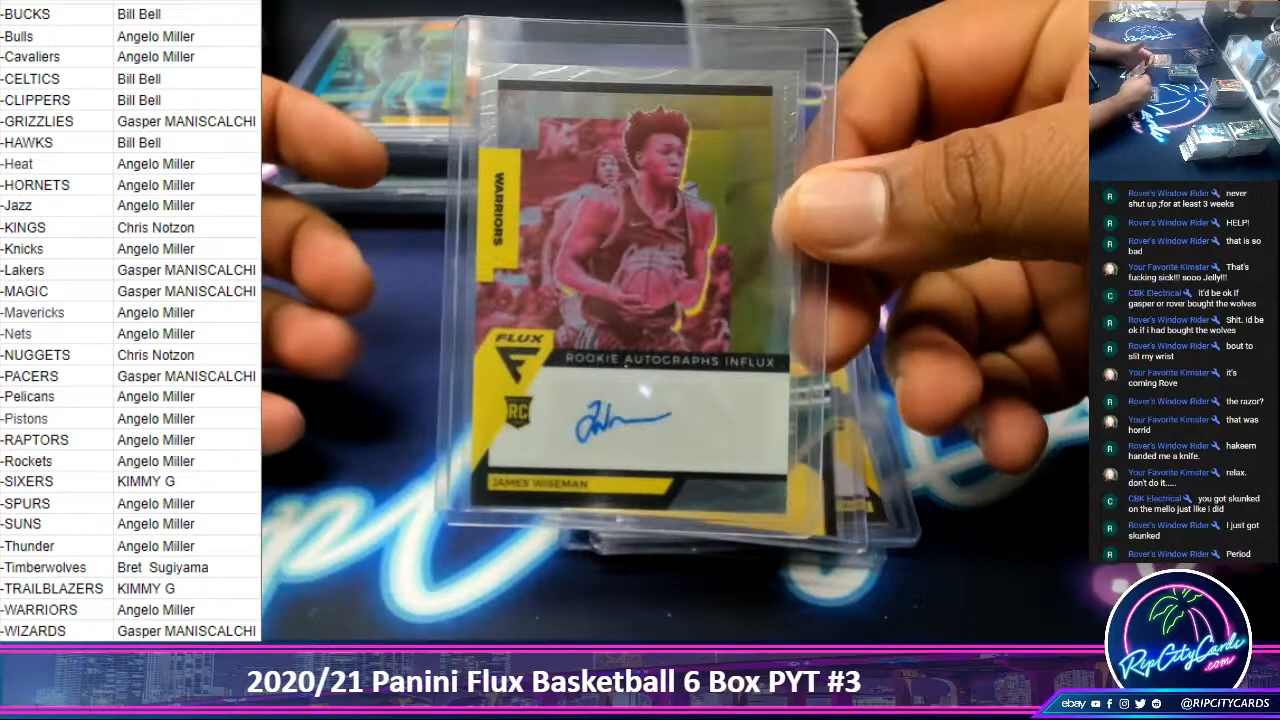 -BUCKS Bill Bell
-Bulls Angelo Miller
-Cavaliers Angelo Miller
-CELTICS Bill Bell
-CLIPPERS Bill Bell
-GRIZZLIES Gasper MANISCALCHI
-HAWKS Bill Bell
-Heat Angelo Miller
-HORNETS Angelo Miller
-Jazz Angelo Miller
-KINGS Chris Notzon
-Knicks Angelo Miller
-Lakers Gasper MANISCALCHI
-MAGIC Gasper MANISCALCHI
-Mavericks Angelo Miller
-Nets Angelo Miller
-NUGGETS Chris Notzon
-PACERS Gasper MANISCALCHI
-Pelicans Angelo Miller
-Pistons Angelo Miller
-RAPTORS Angelo Miller
-Rockets Angelo Miller
-SIXERS KIMMY G
-SPURS Angelo Miller
-SUNS Angelo Miller
-Thunder Angelo Miller
-Timberwolves Bret Sugiyama
-TRAILBLAZERS KIMMY G
-WARRIORS Angelo Miller
-WIZARDS Gasper MANISCALCHI
WARRIORS
FLUX
F
ROOKIE AUTOGRAPHS INFLUX
RC
JAMES WISEMAN
R Rover's Window Rider never
shut up ,for at least 3 weeks
R Rover's Window Rider HELP!
R Rover's Window Rider that is so
bad
Your Favorite Kimster That's
fucking sick!!! sooo Jelly!!!
C CBK Electrical it'd be ok if
gasper or rover bought the wolves
R Rover's Window Rider Shit. Id be
ok if i had bought the wolves
R Rover's Window Rider bout to
slit my wrist
Your Favorite Kimster it's
coming Rove
R Rover's Window Rider the razor?
Your Favorite Kimster that was
horrid
R Rover's Window Rider hakeem
handed me a knife.
Your Favorite Kimster relax.
don't do it.....
C CBK Electrical you got skunked
on the mello just like I did
R Rover's Window Rider I just got
skunked
R Rover's Window Rider Period
RipCityCards
.com
2020/21 Panini Flux Basketball 6 Box PYT #3
ebay @RIPCITYCARDS